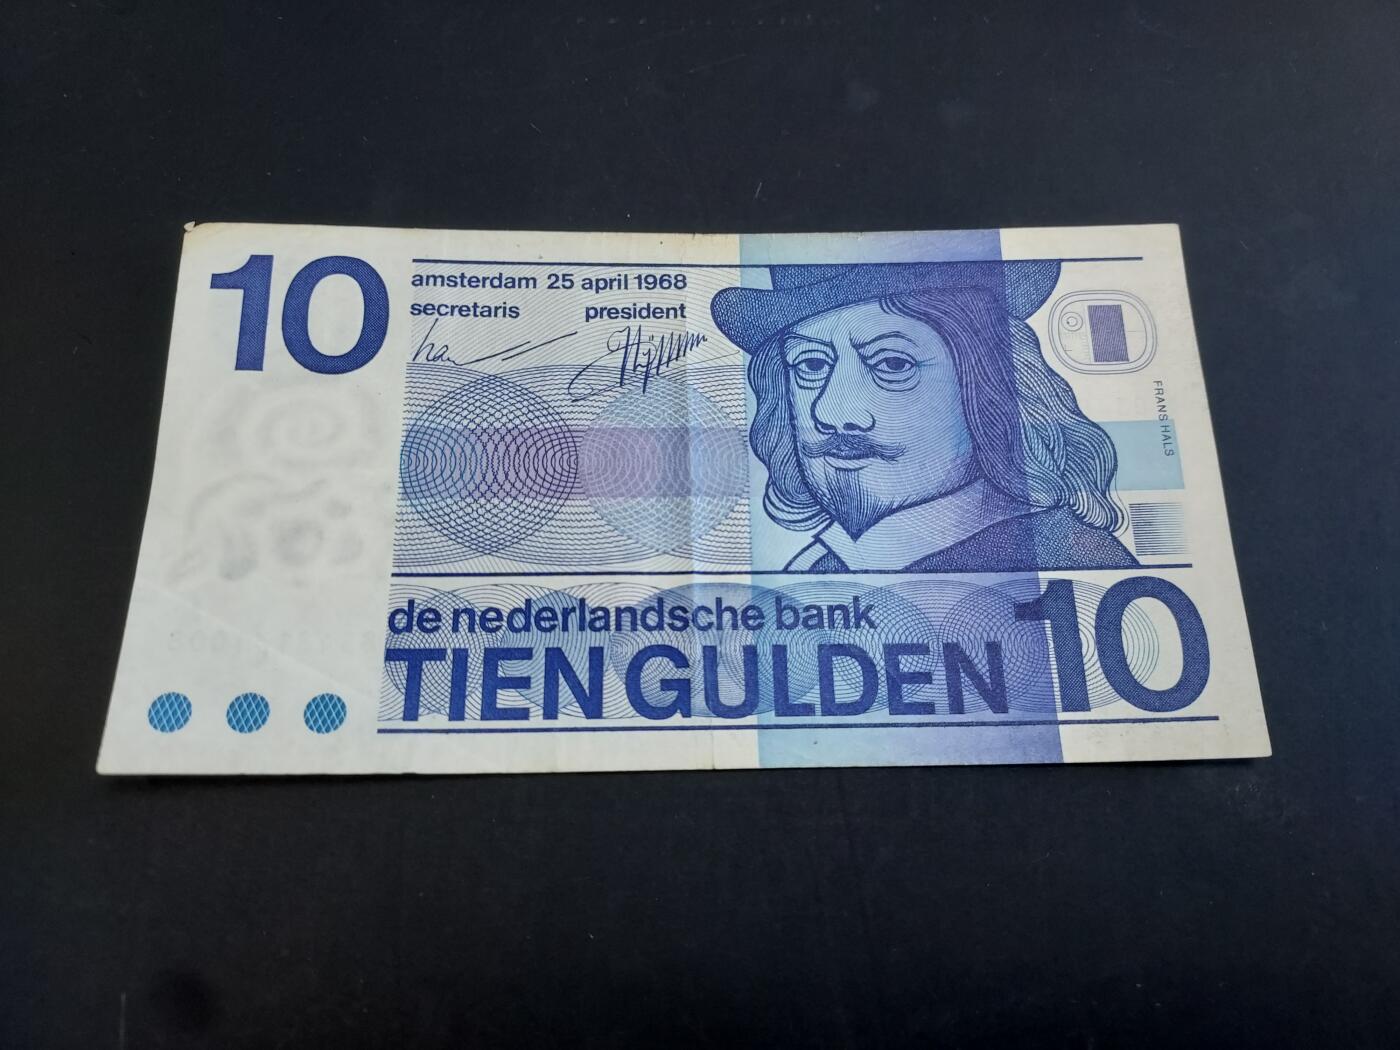 10
amsterdam 25 april 1968
secretaris president
FRANS HALS
de nederlandsche bank
TIEN GULDEN 10